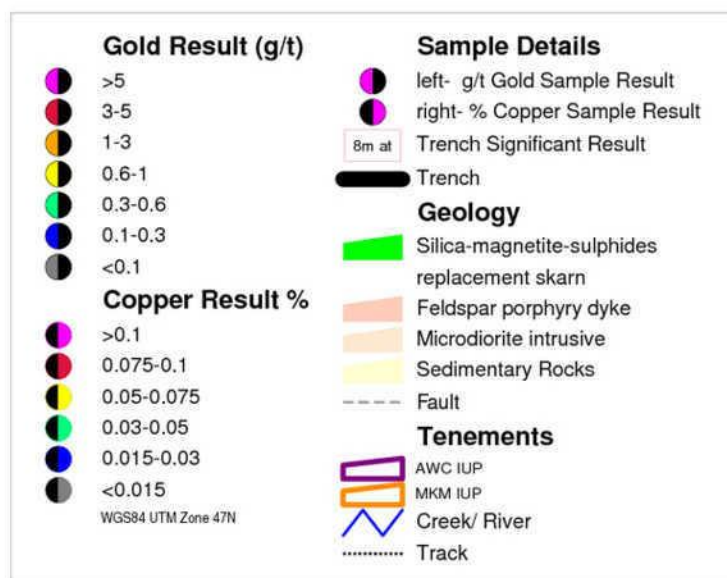 Gold Result (g/t)
>5
3-5
1-3
0.6-1
0.3-0.6
0.1-0.3
<0.1
Copper Result %
>0.1
0.075-0.1
0.05-0.075
0.03-0.05
0.015-0.03
<0.015
WGS84 UTM Zone 47N
Sample Details
left- g/t Gold Sample Result
right- % Copper Sample Result
8m at
Trench Significant Result
Trench
Geology
Silica-magnetite-sulphides
replacement skarn
Feldspar porphyry dyke
Microdiorite intrusive
Sedimentary Rocks
Fault
Tenements
AWC IUP
MKM IUP
Creek/ River
Track